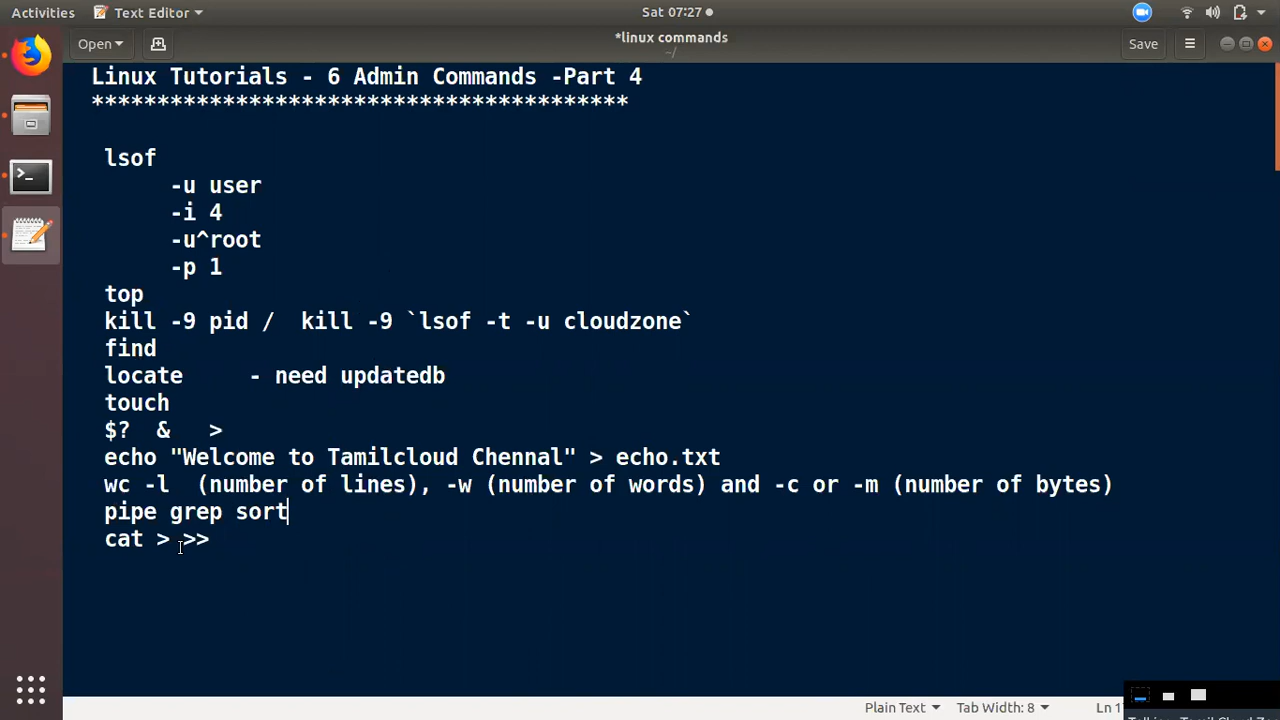 Activities Text Editor Sat 07:27
Open *linux commands Save
~/
Linux Tutorials - 6 Admin Commands -Part 4
*****************************************
lsof
-u user
-i 4
-u^root
-p 1
top
kill -9 pid / kill -9 `lsof -t -u cloudzone`
find
locate - need updatedb
touch
$? & >
echo "Welcome to Tamilcloud Chennal" > echo.txt
wc -l (number of lines), -w (number of words) and -c or -m (number of bytes)
pipe grep sort
cat > >>
Plain Text Tab Width: 8